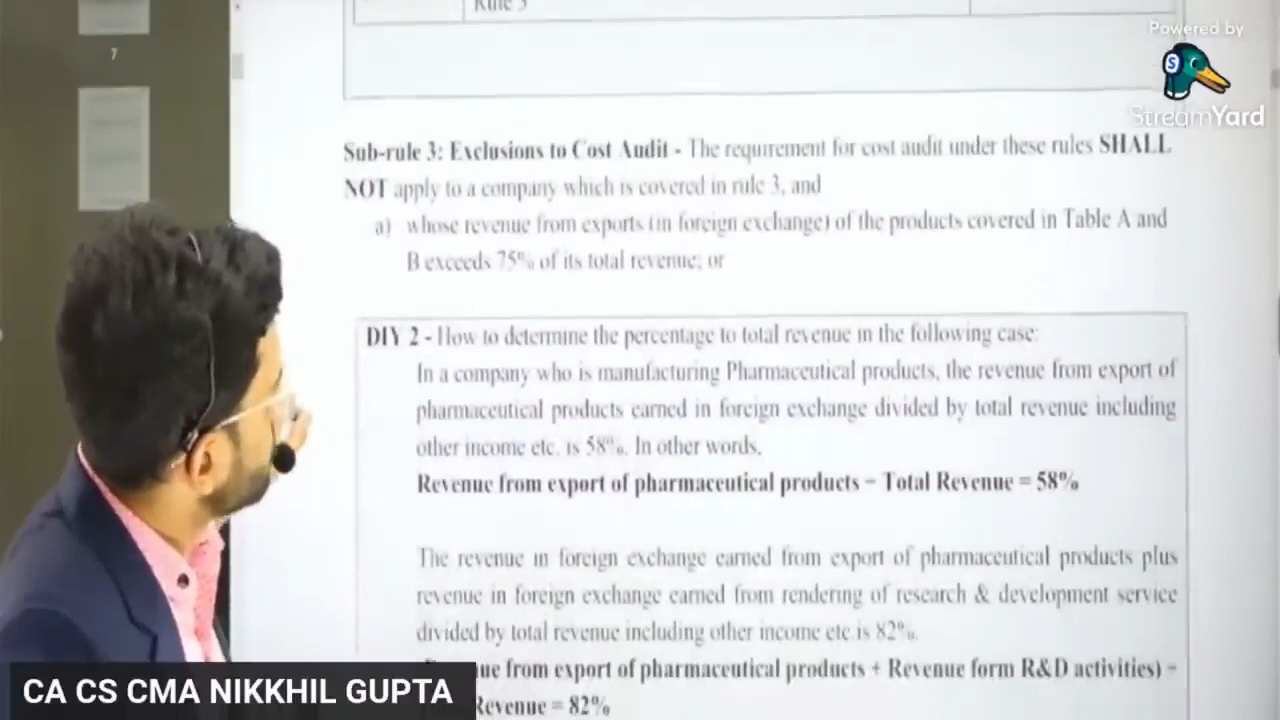 Rule 3
7
Powered by
StreamYard
Sub-rule 3: Exclusions to Cost Audit - The requirement for cost audit under these rules SHALL
NOT apply to a company which is covered in rule 3, and
a) whose revenue from exports (in foreign exchange) of the products covered in Table A and
B exceeds 75% of its total revenue; or
DIY 2 - How to determine the percentage to total revenue in the following case:
In a company who is manufacturing Pharmaceutical products, the revenue from export of
pharmaceutical products earned in foreign exchange divided by total revenue including
other income etc. is 58%. In other words,
Revenue from export of pharmaceutical products ÷ Total Revenue = 58%
The revenue in foreign exchange earned from export of pharmaceutical products plus
revenue in foreign exchange earned from rendering of research & development service
divided by total revenue including other income etc is 82%.
from export of pharmaceutical products + Revenue form R&D activities) ÷
Revenue = 82%
CA CS CMA NIKKHIL GUPTA